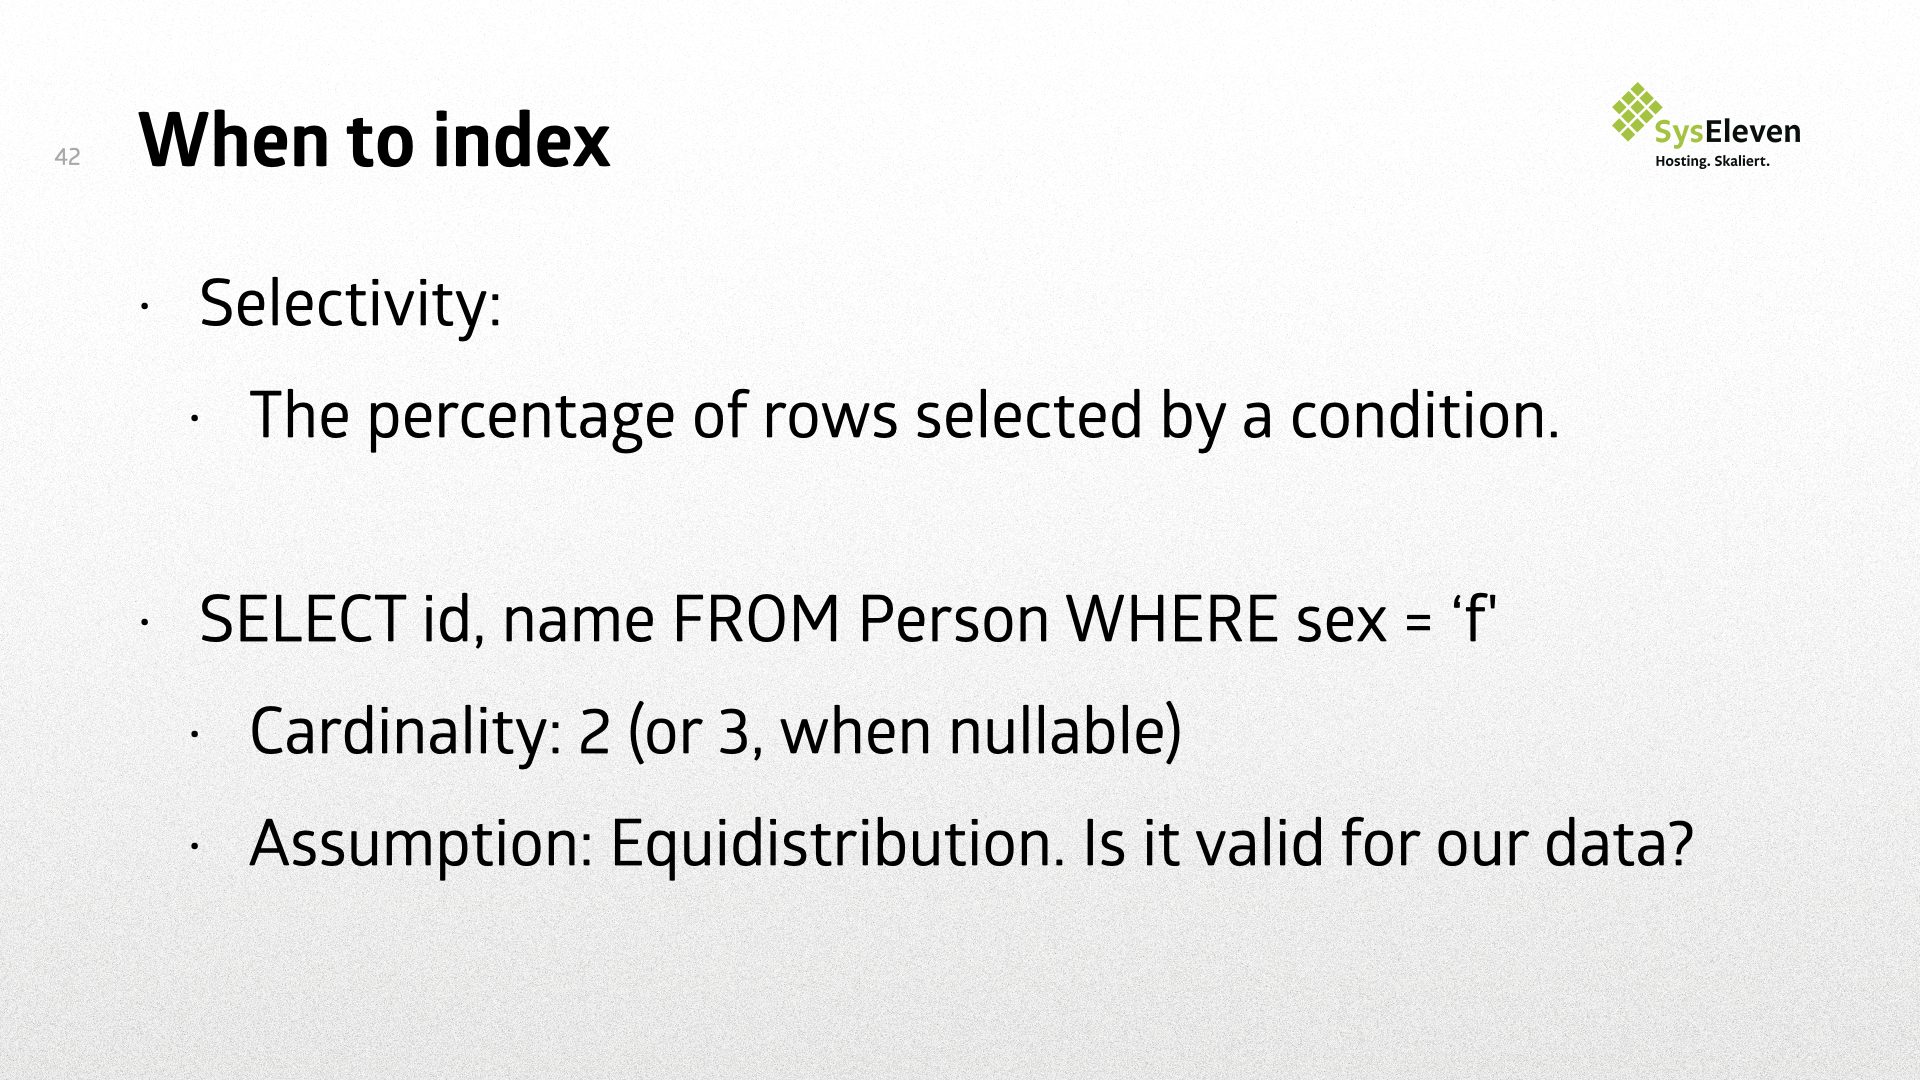 42
When to index
SysEleven
Hosting. Skaliert.
· Selectivity:
· The percentage of rows selected by a condition.
· SELECT id, name FROM Person WHERE sex = ‘f'
· Cardinality: 2 (or 3, when nullable)
· Assumption: Equidistribution. Is it valid for our data?